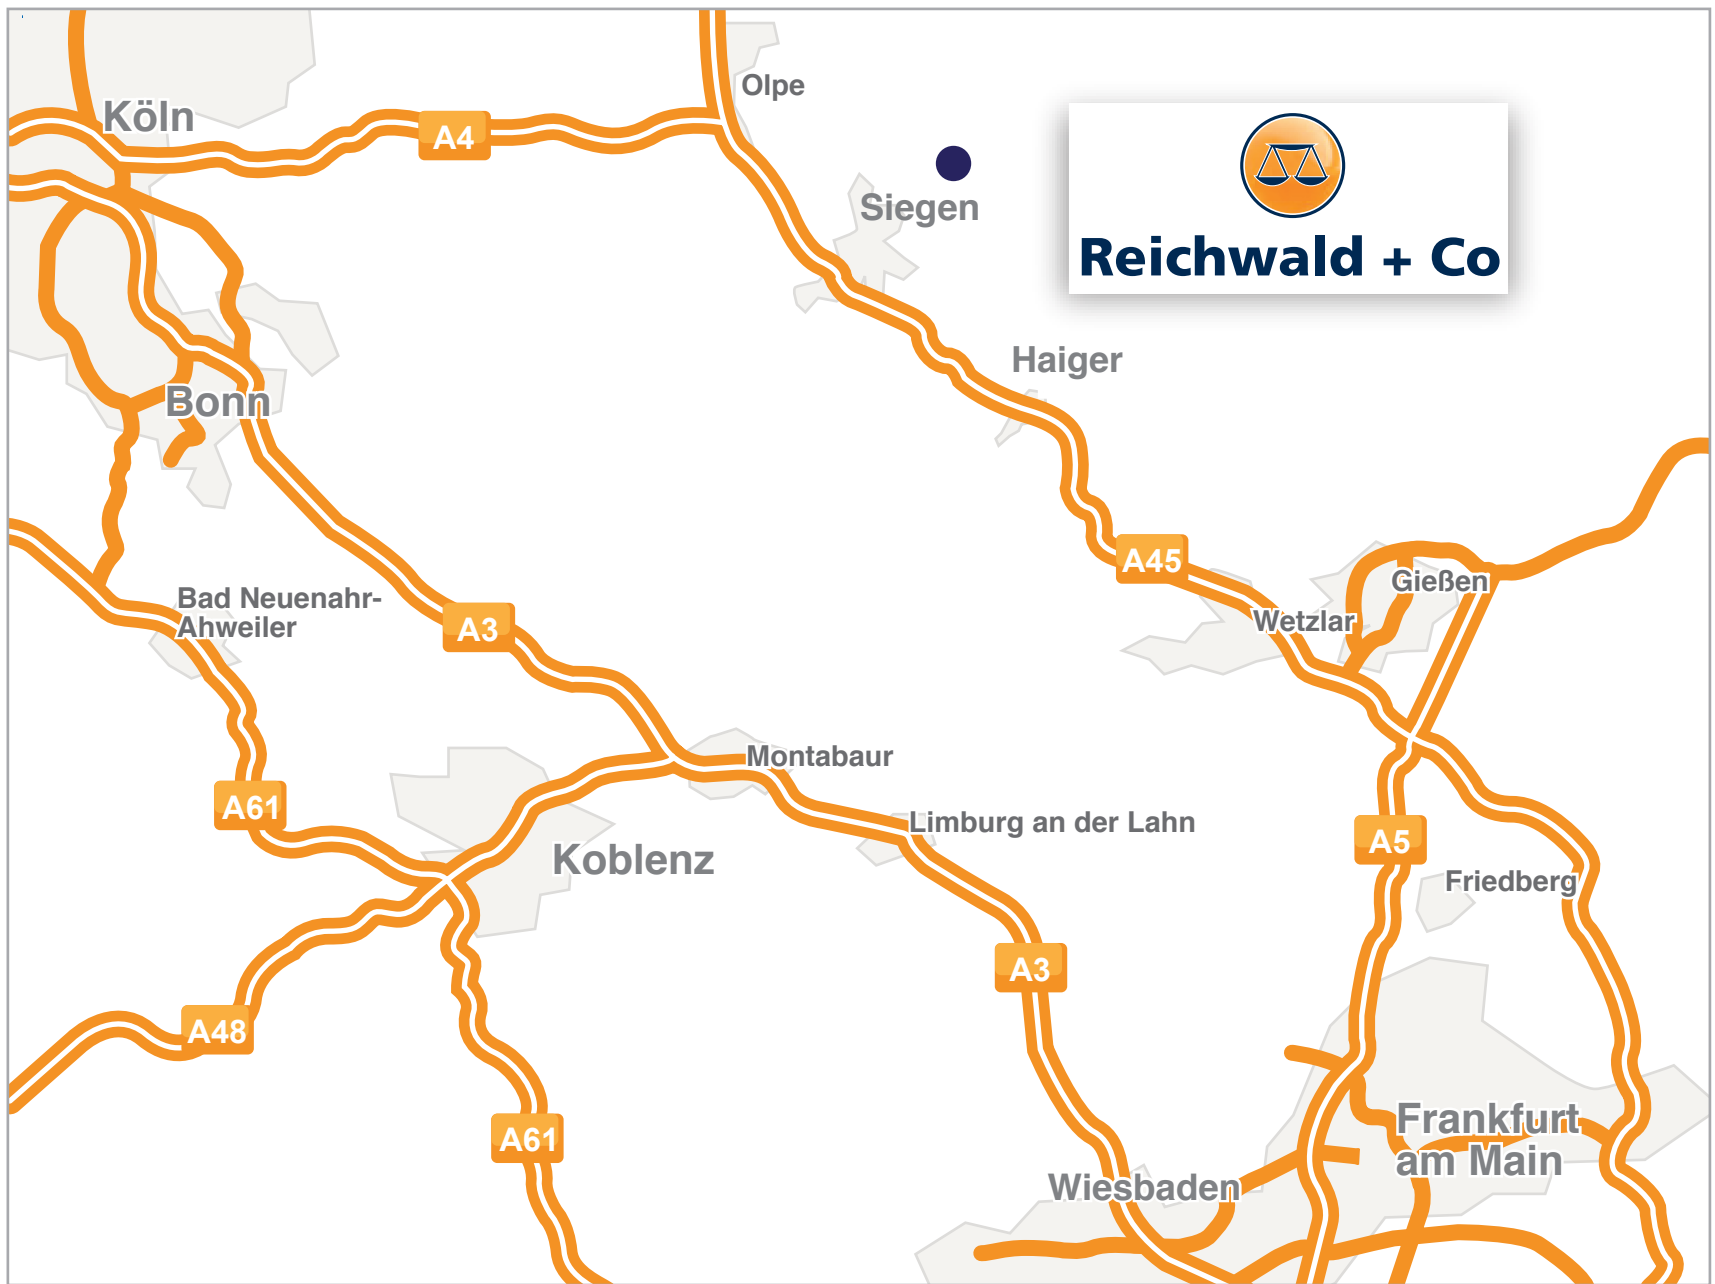 Olpe
Köln
A4
Siegen
Reichwald + Co
Haiger
Bonn
A45
Gießen
Bad Neuenahr-
Ahweiler
Wetzlar
A3
Montabaur
A61
Limburg an der Lahn
A5
Koblenz
Friedberg
A3
A48
A61
Frankfurt
am Main
Wiesbaden